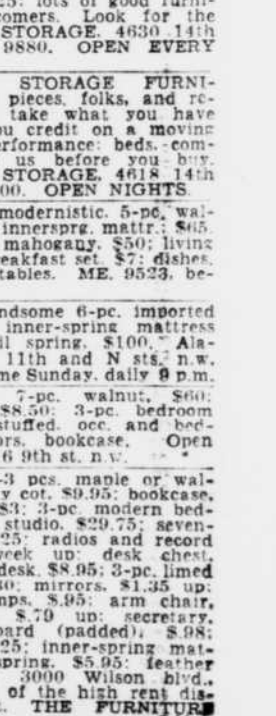 25: lots of good furni-
comers. Look for the
STORAGE. 4630 14th
9880. OPEN EVERY
STORAGE FURNI-
pieces, folks, and re-
take what you have
ou credit on a moving
erformance: beds, com-
us before you buy.
STORAGE, 4618 14th
00. OPEN NIGHTS.
modernistic. 5-pc. wal-
innersprg. mattr.; $65.
mahogany. $50; living
eakfast set. $7; dishes.
tables. ME. 9523. be-
ndsome 6-pc. imported
inner-spring mattress
il spring. $100. Ala-
11th and N sts. n.w.
me Sunday. daily 9 p.m.
7-pc. walnut, $60;
$8.50; 3-pc. bedroom
stuffed. occ. and bed-
ors. bookcase. Open
6 9th st. n.w.
-3 pcs. maple or wal-
y cot. $9.95; bookcase,
$3; 3-pc modern bed-
studio. $29.75; seven-
25; radios and record
week up; desk chest.
desk. $8.95; 3-pc. limed
30; mirrors. $1.35 up;
mps. $.95; arm chair,
$.79 up; secretary.
oard (padded), $.98;
25; inner-spring mat-
spring. $5.95; feather
3000 Wilson blvd.,
of the high rent dis-
THE FURNITURE